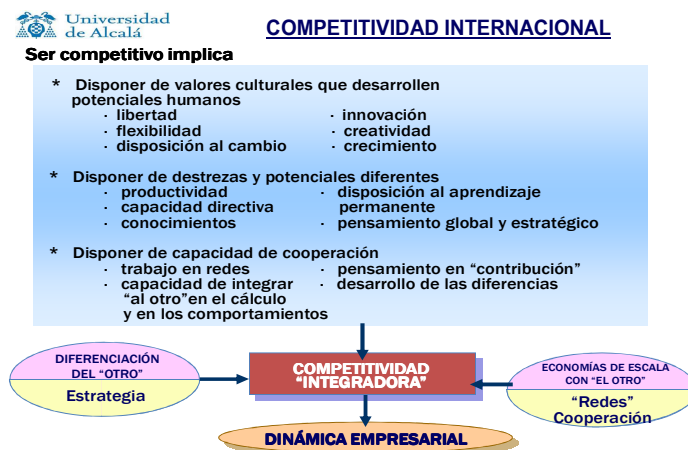 Universidad
de Alcalá
COMPETITIVIDAD INTERNACIONAL
Ser competitivo implica
* Disponer de valores culturales que desarrollen
potenciales humanos
· libertad · innovación
· flexibilidad · creatividad
· disposición al cambio · crecimiento
* Disponer de destrezas y potenciales diferentes
· productividad · disposición al aprendizaje
· capacidad directiva permanente
· conocimientos · pensamiento global y estratégico
* Disponer de capacidad de cooperación
· trabajo en redes · pensamiento en “contribución”
· capacidad de integrar · desarrollo de las diferencias
“al otro”en el cálculo
y en los comportamientos
DIFERENCIACIÓN
DEL “OTRO”
Estrategia
COMPETITIVIDAD
“INTEGRADORA”
ECONOMÍAS DE ESCALA
CON “EL OTRO”
“Redes”
Cooperación
DINÁMICA EMPRESARIAL